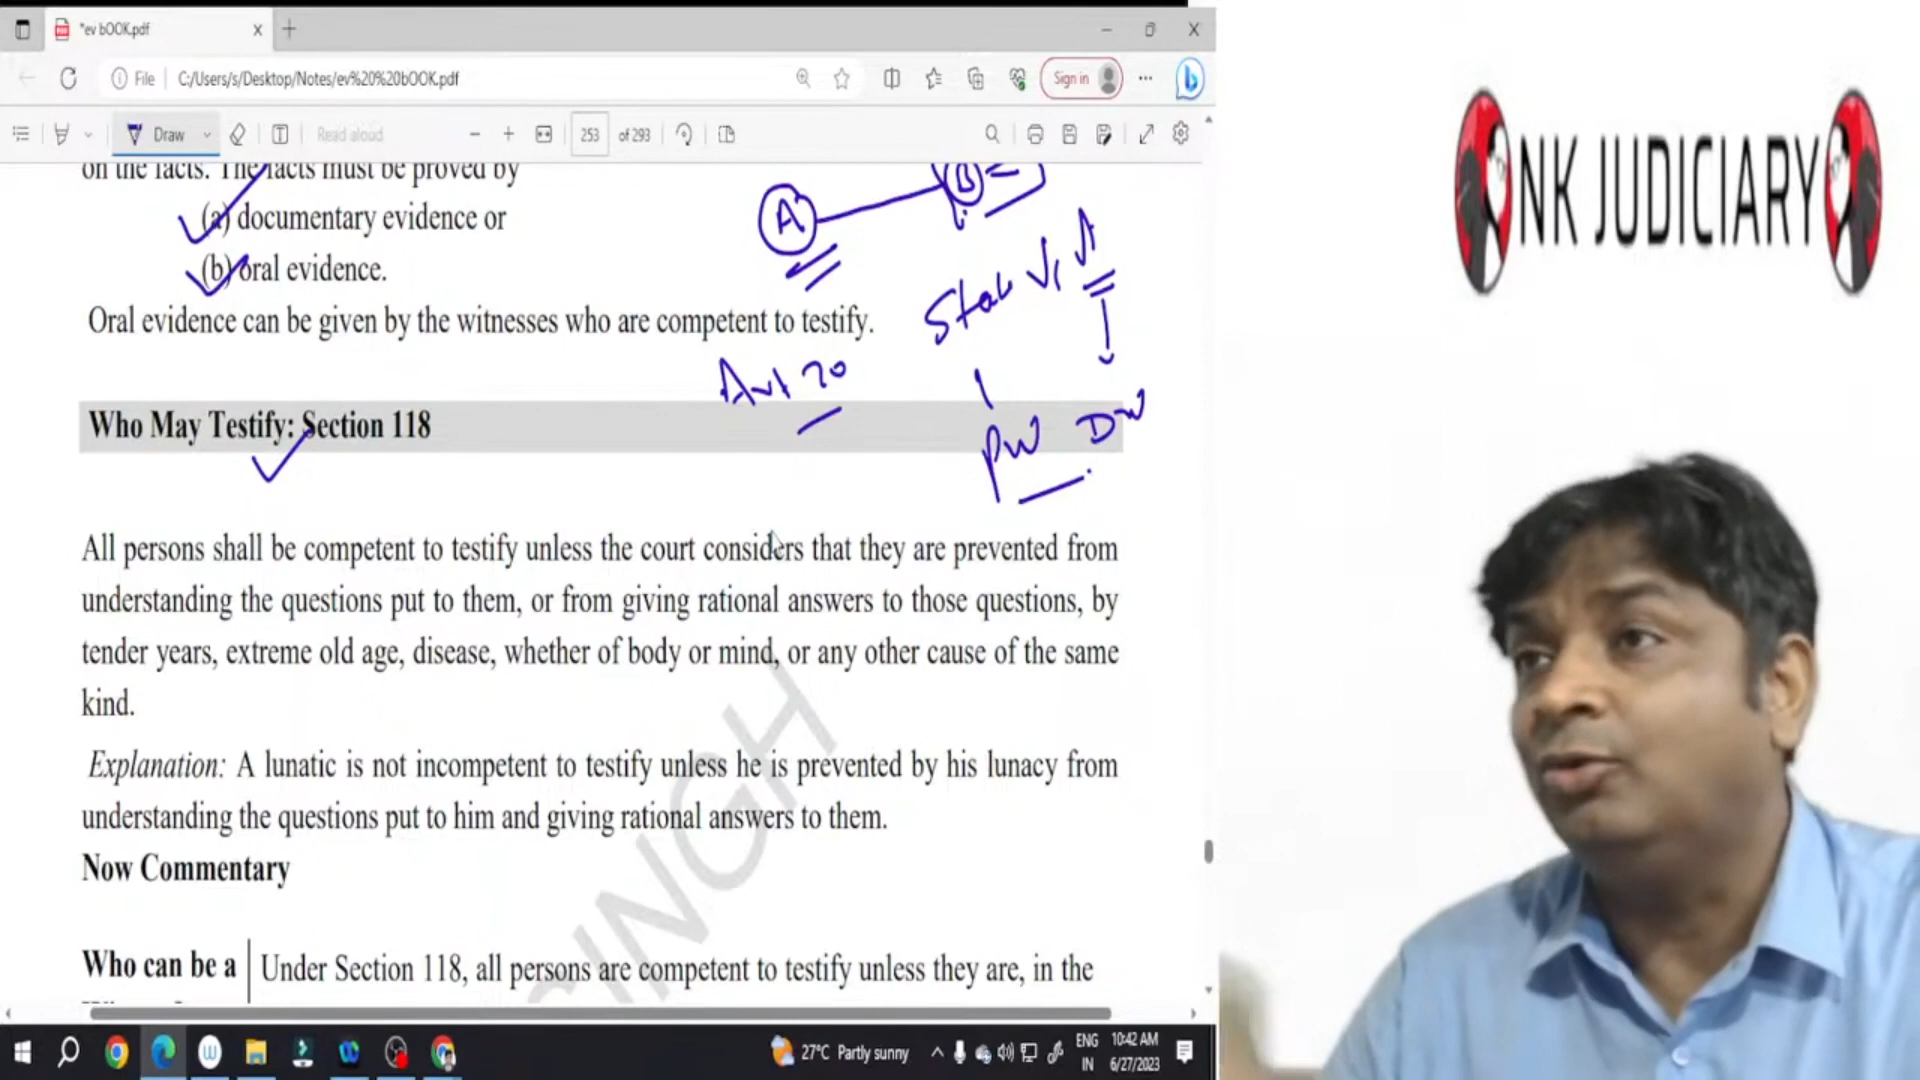 *ev bOOK.pdf
File C:/Users/s/Desktop/Notes/ev%20%20bOOK.pdf Sign in
Draw Read aloud 253 of 293
on the facts. The facts must be proved by
(a) documentary evidence or
(b) oral evidence.
Oral evidence can be given by the witnesses who are competent to testify.
A B
State V A
Art 20
PW DW
Who May Testify: Section 118
All persons shall be competent to testify unless the court considers that they are prevented from
understanding the questions put to them, or from giving rational answers to those questions, by
tender years, extreme old age, disease, whether of body or mind, or any other cause of the same
kind.
Explanation: A lunatic is not incompetent to testify unless he is prevented by his lunacy from
understanding the questions put to him and giving rational answers to them.
Now Commentary
Who can be a Under Section 118, all persons are competent to testify unless they are, in the
SINGH
NK JUDICIARY
27°C Partly sunny
ENG
IN
10:42 AM
6/27/2023